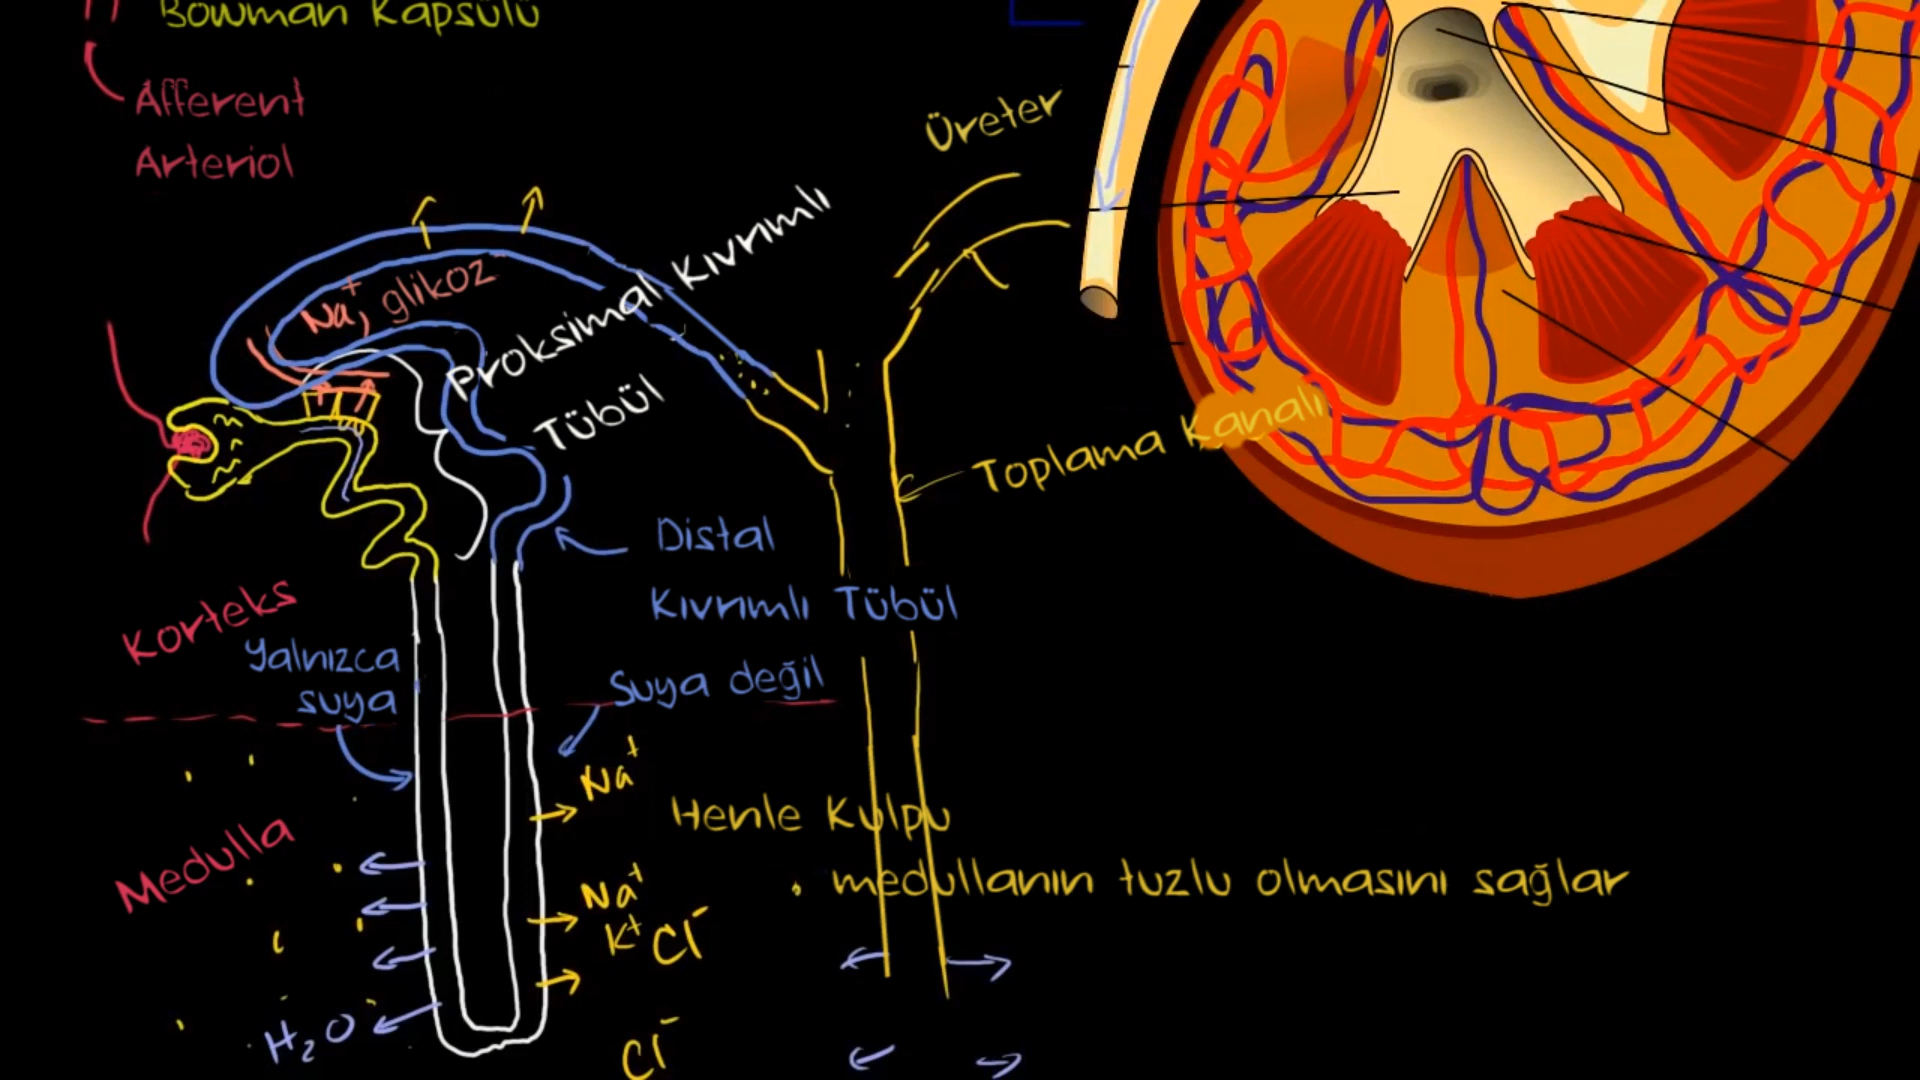 Bowman Kapsülü
Afferent
Arteriol
Üreter
Na⁺, glikoz
Proksimal Kıvrımlı
Tübül
Toplama Kanalı
Distal
Kıvrımlı Tübül
Korteks
Yalnızca
suya
Suya değil
Na⁺
Henle Kulpu
Medulla
• medullanın tuzlu olmasını sağlar
Na⁺
K⁺ Cl⁻
H₂O
Cl⁻